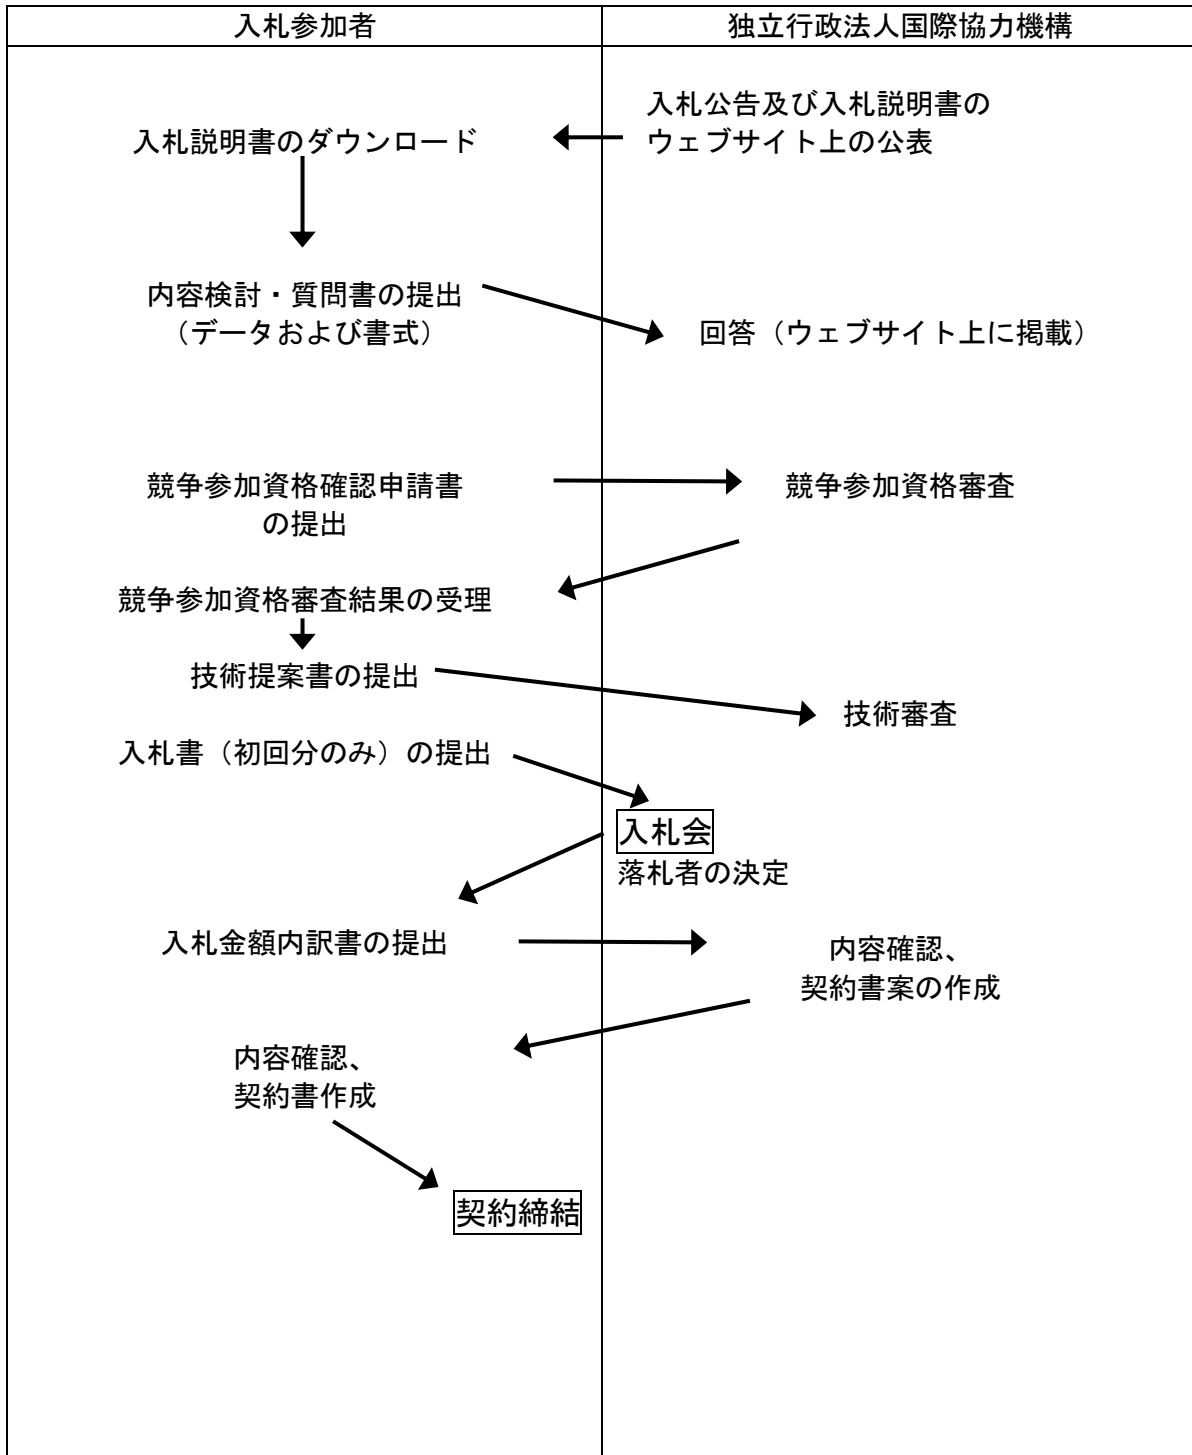 入札参加者
独立行政法人国際協力機構
入札公告及び入札説明書の
ウェブサイト上の公表
入札説明書のダウンロード
内容検討・質問書の提出
（データおよび書式）
回答（ウェブサイト上に掲載）
競争参加資格確認申請書
の提出
競争参加資格審査
競争参加資格審査結果の受理
技術提案書の提出
技術審査
入札書（初回分のみ）の提出
入札会
落札者の決定
入札金額内訳書の提出
内容確認、
契約書案の作成
内容確認、
契約書作成
契約締結